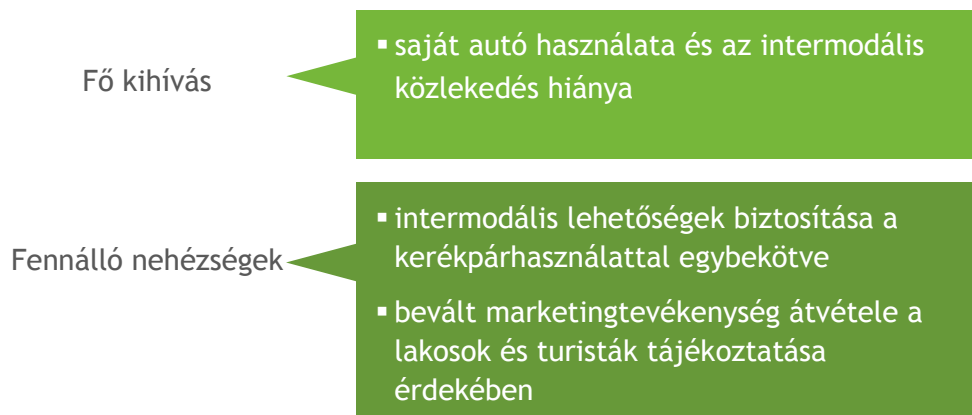 Fő kihívás
▪ saját autó használata és az intermodális
közlekedés hiánya
Fennálló nehézségek
▪ intermodális lehetőségek biztosítása a
kerékpárhasználattal egybekötve
▪ bevált marketingtevékenység átvétele a
lakosok és turisták tájékoztatása
érdekében